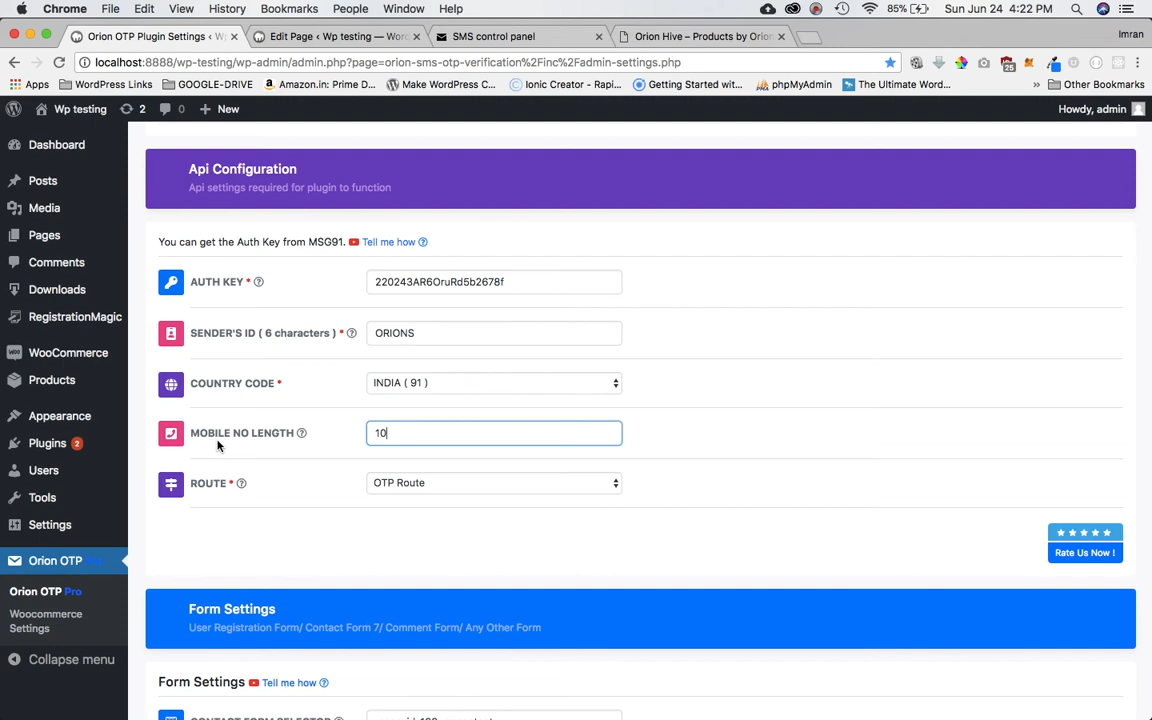 Chrome File Edit View History Bookmarks People Window Help 85% Sun Jun 24 4:22 PM
Orion OTP Plugin Settings ‹ W Edit Page ‹ Wp testing — Wor SMS control panel Orion Hive – Products by Orion Imran
localhost:8888/wp-testing/wp-admin/admin.php?page=orion-sms-otp-verification%2Finc%2Fadmin-settings.php
Apps WordPress Links GOOGLE-DRIVE Amazon.in: Prime D... Make WordPress C... Ionic Creator - Rapi... Getting Started wit... phpMyAdmin The Ultimate Word... » Other Bookmarks
Wp testing 2 0 New Howdy, admin
Dashboard
Posts
Media
Pages
Comments
Downloads
RegistrationMagic
WooCommerce
Products
Appearance
Plugins 2
Users
Tools
Settings
Orion OTP Pro
Orion OTP Pro
Woocommerce
Settings
Collapse menu
Api Configuration
Api settings required for plugin to function
You can get the Auth Key from MSG91. Tell me how
AUTH KEY * 220243AR6OruRd5b2678f
SENDER'S ID ( 6 characters ) * ORIONS
COUNTRY CODE * INDIA ( 91 )
MOBILE NO LENGTH 10
ROUTE * OTP Route
Rate Us Now !
Form Settings
User Registration Form/ Contact Form 7/ Comment Form/ Any Other Form
Form Settings Tell me how
CONTACT FORM SELECTOR